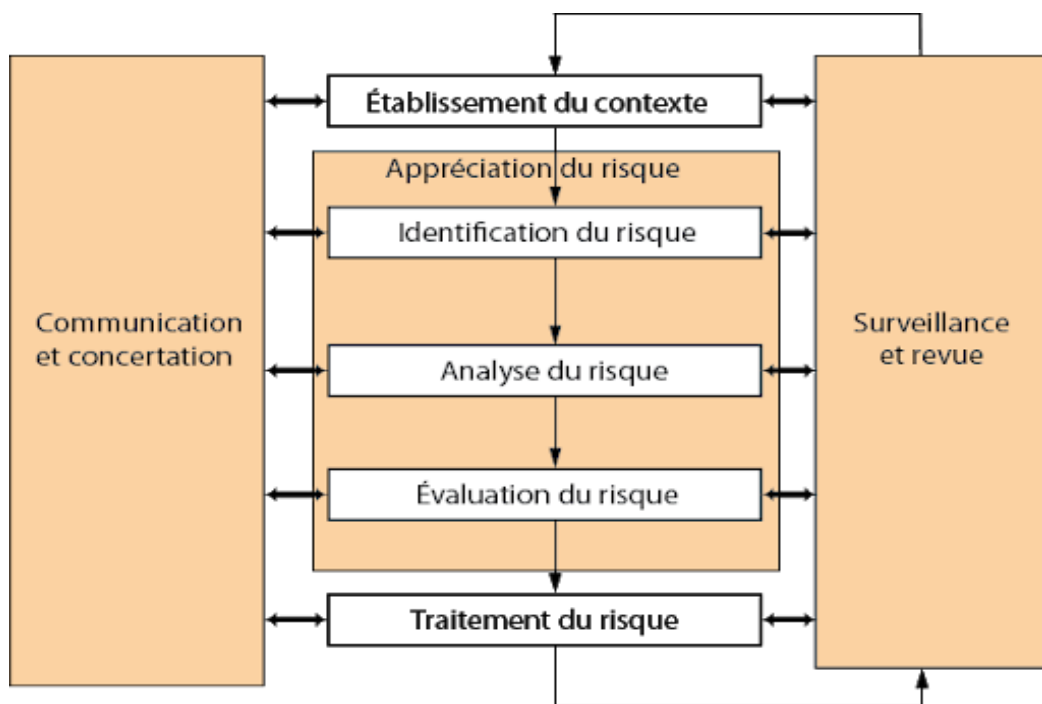 Établissement du contexte
Appréciation du risque
Identification du risque
Communication
et concertation
Surveillance
et revue
Analyse du risque
Évaluation du risque
Traitement du risque